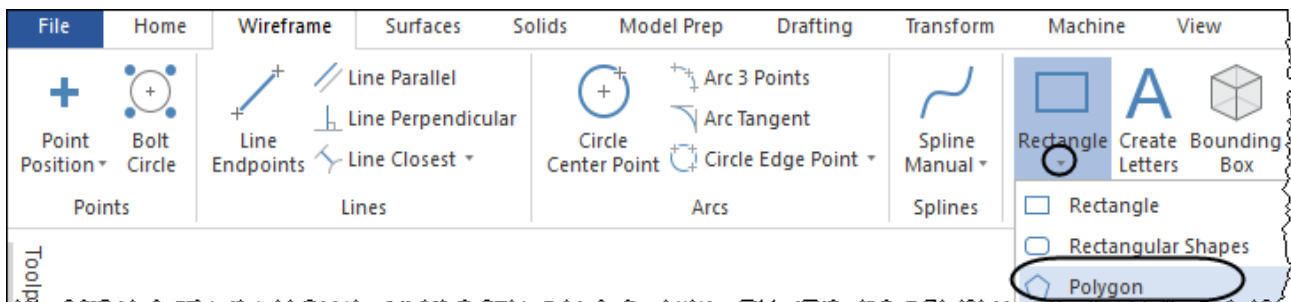 File Home Wireframe Surfaces Solids Model Prep Drafting Transform Machine View
Line Parallel
Arc 3 Points
Line Perpendicular
Arc Tangent
Point
Position
Bolt
Circle
Line
Endpoints
Line Closest
Circle
Center Point
Circle Edge Point
Spline
Manual
Rectangle
Create
Letters
Bounding
Box
Points Lines Arcs Splines
Rectangle
Rectangular Shapes
Polygon